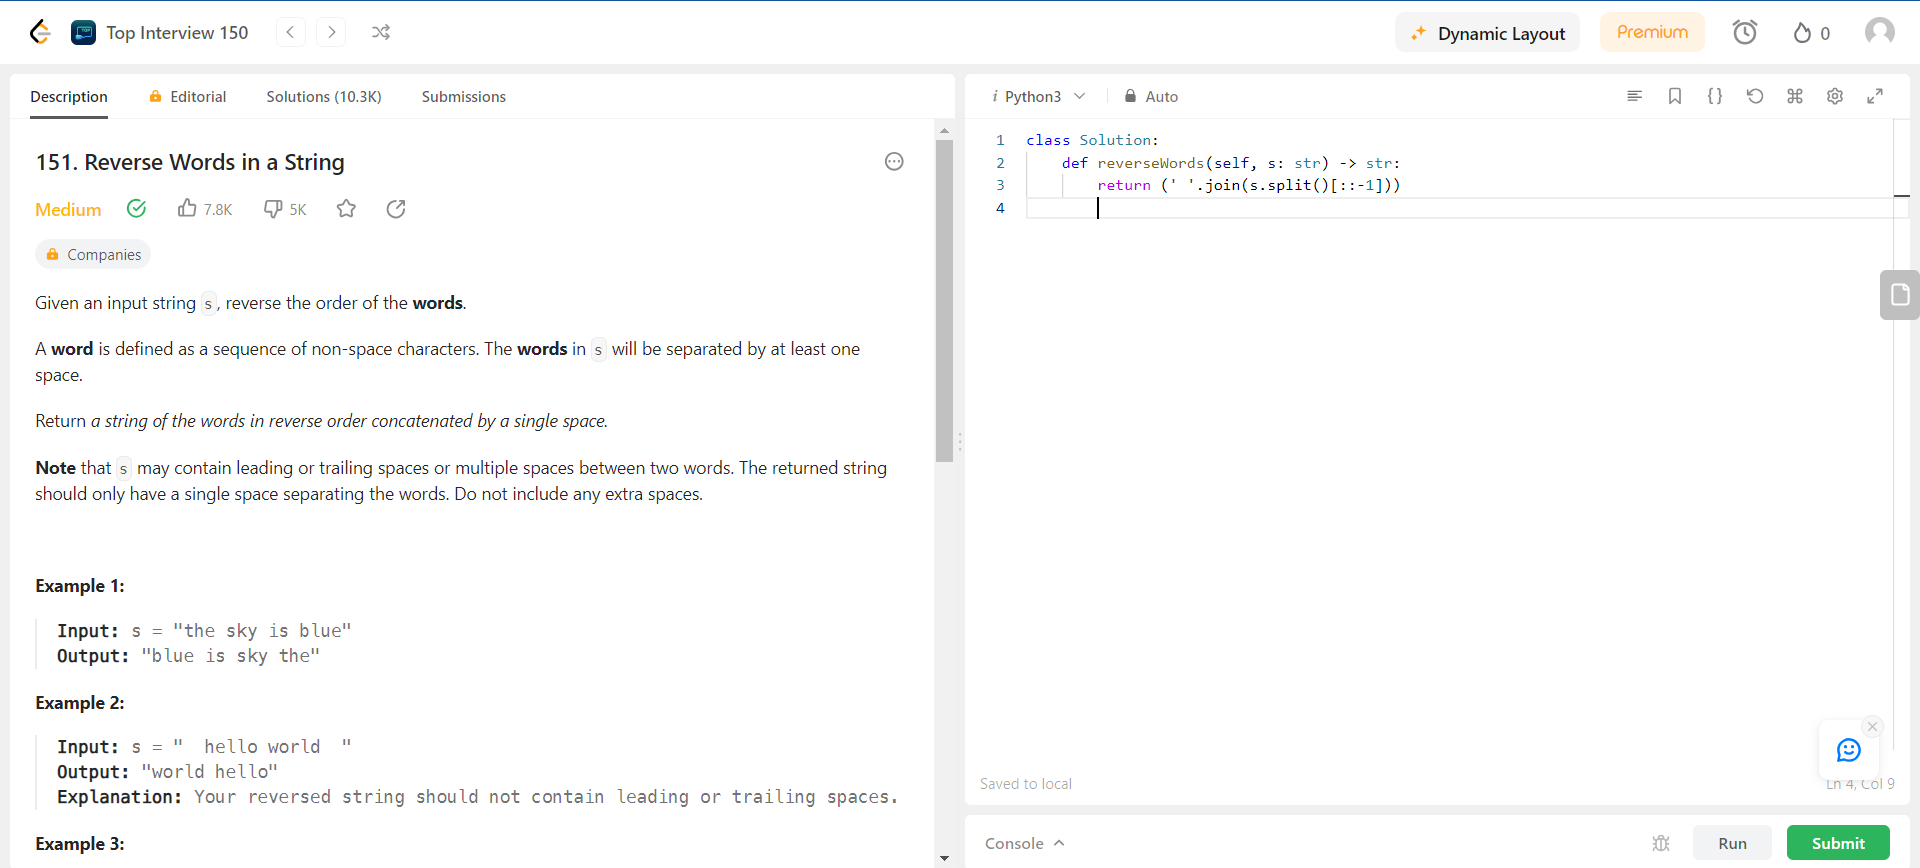 Top Interview 150
Dynamic Layout
Premium
0
Description
Editorial
Solutions (10.3K)
Submissions
151. Reverse Words in a String
Medium
7.8K
5K
Companies
Given an input string s, reverse the order of the words.
A word is defined as a sequence of non-space characters. The words in s will be separated by at least one
space.
Return a string of the words in reverse order concatenated by a single space.
Note that s may contain leading or trailing spaces or multiple spaces between two words. The returned string
should only have a single space separating the words. Do not include any extra spaces.
Example 1:
Input: s = "the sky is blue"
Output: "blue is sky the"
Example 2:
Input: s = "  hello world  "
Output: "world hello"
Explanation: Your reversed string should not contain leading or trailing spaces.
Example 3:
i Python3
Auto
1 class Solution:
2     def reverseWords(self, s: str) -> str:
3         return (' '.join(s.split()[::-1]))
4
Saved to local
Ln 4, Col 9
Console
Run
Submit